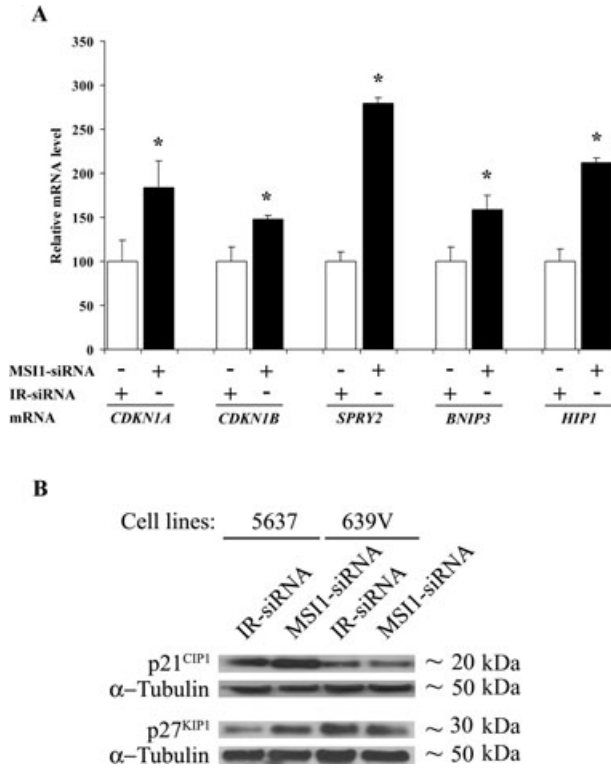 A
Relative mRNA level
350
300
250
200
150
100
50
0
* * * * *
MSI1-siRNA - + - + - + - + - +
IR-siRNA + - + - + - + - + -
mRNA CDKN1A CDKN1B SPRY2 BNIP3 HIP1
B
Cell lines: 5637 639V
IR-siRNA MSI1-siRNA IR-siRNA MSI1-siRNA
p21CIP1 ~ 20 kDa
α-Tubulin ~ 50 kDa
p27KIP1 ~ 30 kDa
α-Tubulin ~ 50 kDa